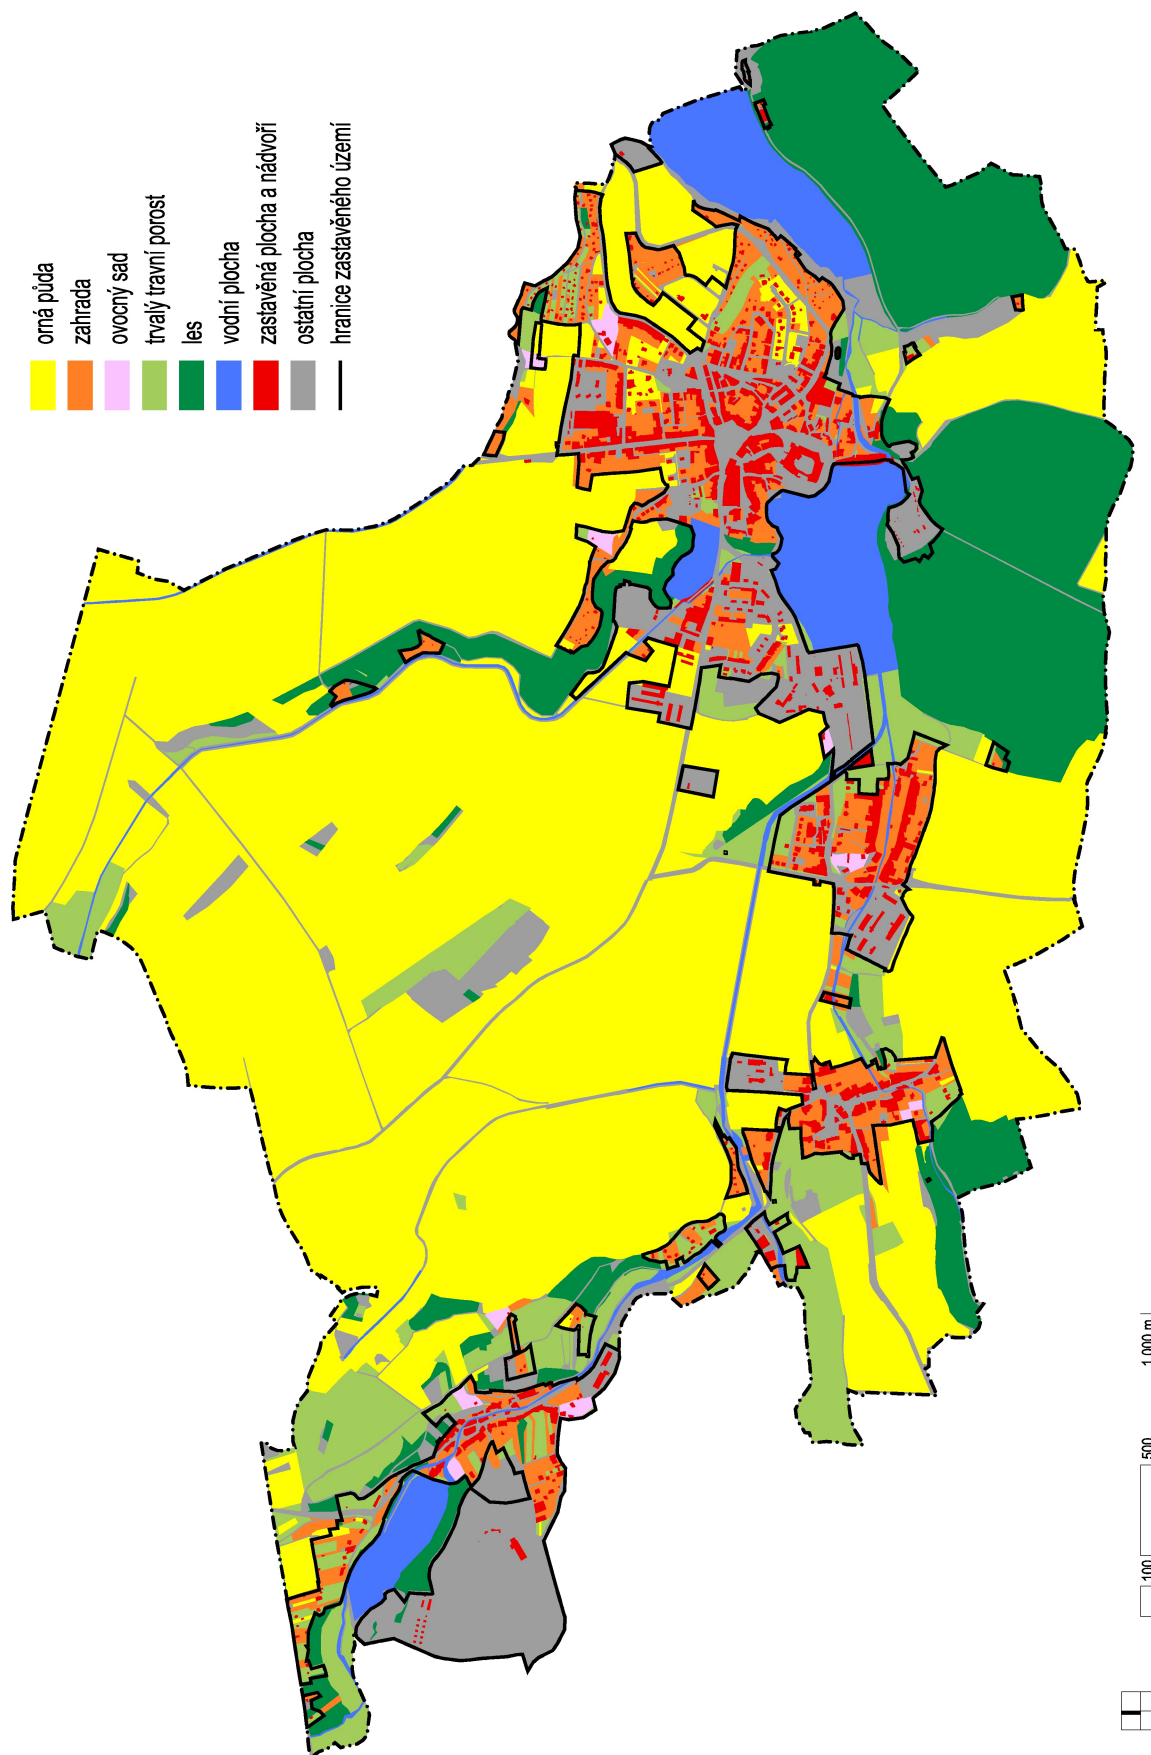 orná půda
zahrada
ovocný sad
trvalý travní porost
les
vodní plocha
zastavěná plocha a nádvoří
ostatní plocha
hranice zastavěného území
100 500 1 000 m